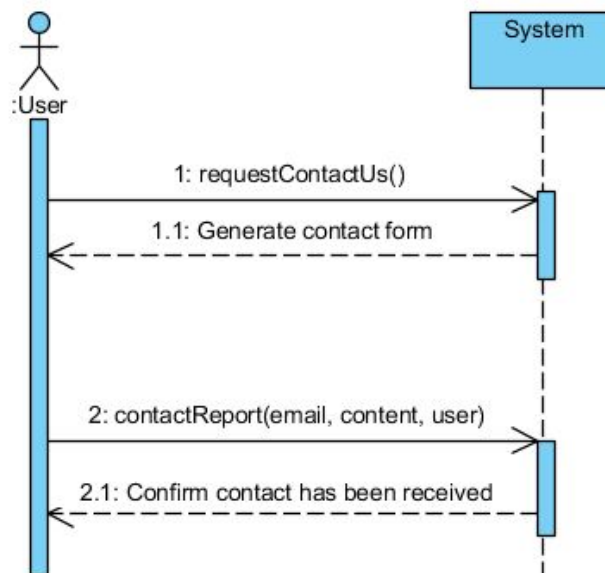 System
:User
1: requestContactUs()
1.1: Generate contact form
2: contactReport(email, content, user)
2.1: Confirm contact has been received